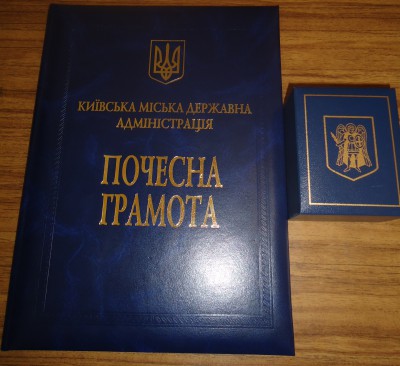 КИЇВСЬКА МІСЬКА ДЕРЖАВНА
АДМІНІСТРАЦІЯ
ПОЧЕСНА
ГРАМОТА